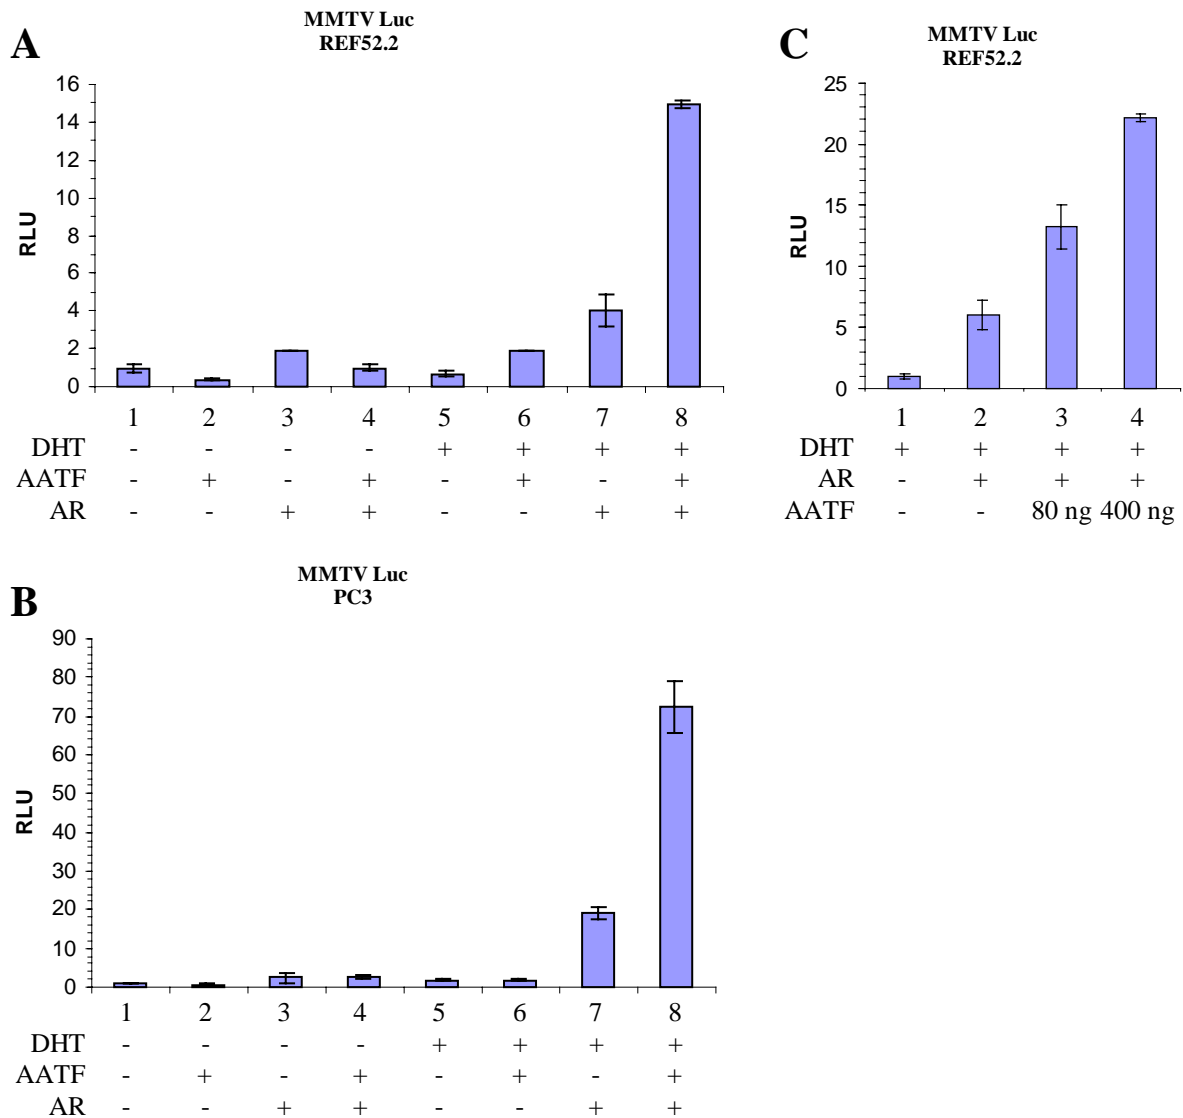 A
MMTV Luc
REF52.2
16
14
12
10
8
6
4
2
0
RLU
1 2 3 4 5 6 7 8
DHT - - - - + + + +
AATF - + - + - + - +
AR - - + + - - + +
C
MMTV Luc
REF52.2
25
20
15
10
5
0
RLU
1 2 3 4
DHT + + + +
AR - + + +
AATF - - 80 ng 400 ng
B
MMTV Luc
PC3
90
80
70
60
50
40
30
20
10
0
RLU
1 2 3 4 5 6 7 8
DHT - - - - + + + +
AATF - + - + - + - +
AR - - + + - - + +